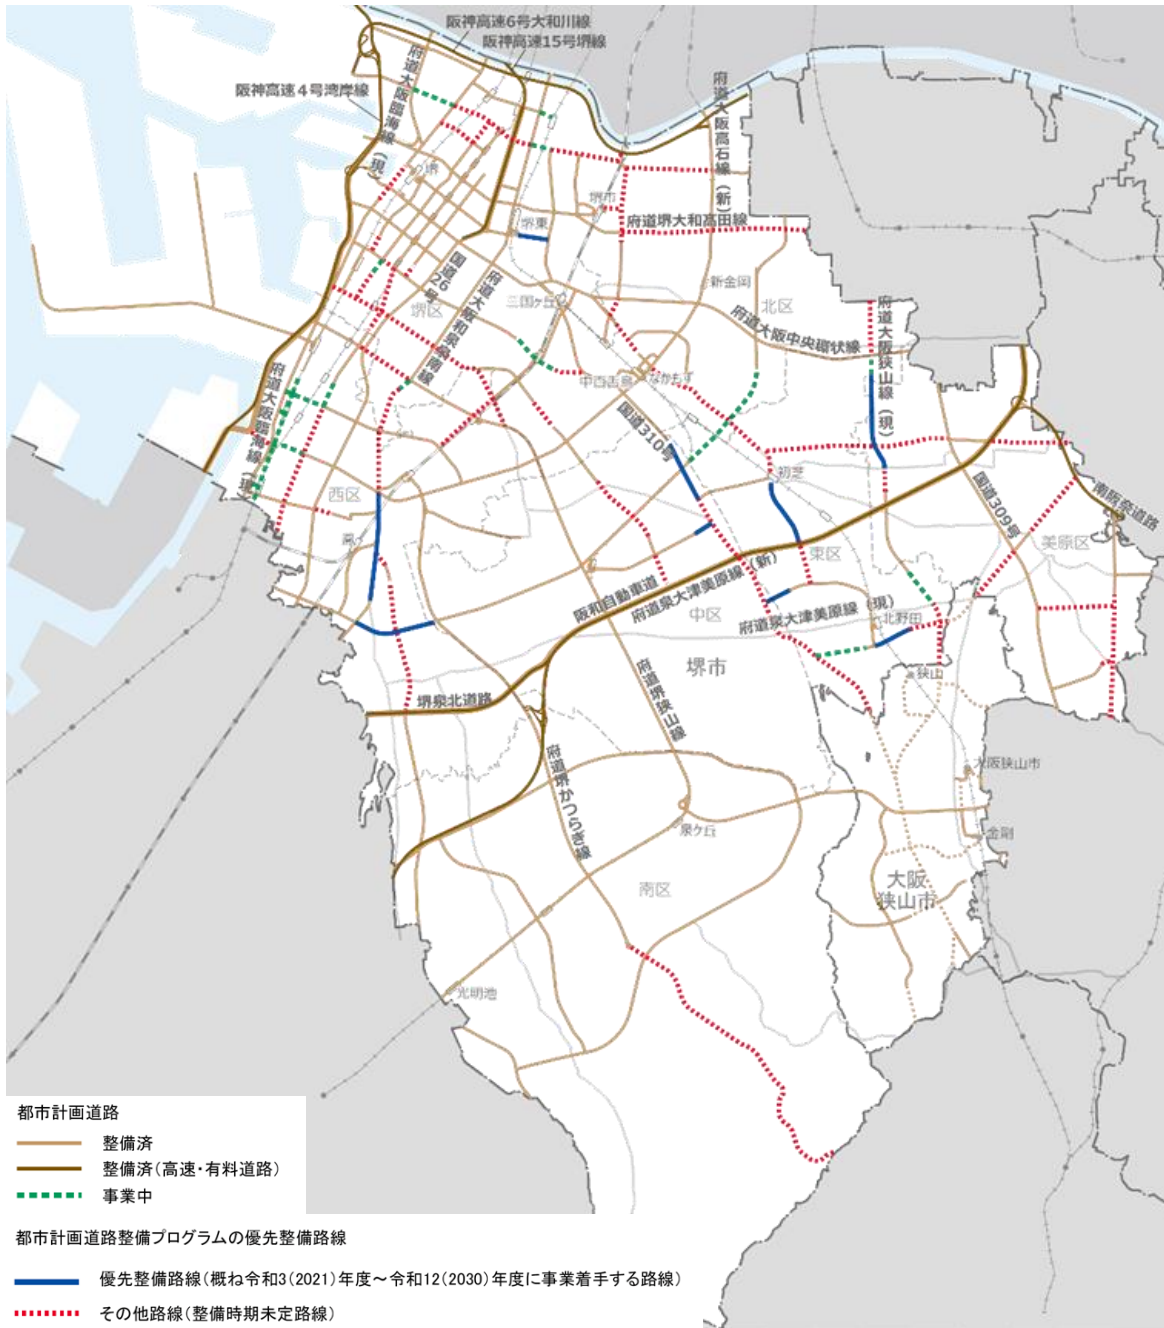 阪神高速6号大和川線
阪神高速15号堺線
阪神高速4号湾岸線
府道大阪臨海線(現)
府道大阪高石線(新)
堺
堺市
堺東
府道堺大和高田線
国道26号
府道大阪和泉泉南線
堺区
三国ヶ丘
新金岡
北区
府道大阪中央環状線
府道大阪狭山線(現)
中百舌鳥
なかもず
府道大阪臨海線(現)
国道310号
初芝
西区
鳳
国道309号
南阪奈道路
美原区
東区
阪和自動車道
府道泉大津美原線(新)
中区
府道泉大津美原線(現)
北野田
堺市
狭山
府道堺狭山線
堺泉北道路
府道堺かつらぎ線
大阪狭山市
泉ケ丘
金剛
南区
大阪
狭山市
光明池
都市計画道路
整備済
整備済(高速・有料道路)
事業中
都市計画道路整備プログラムの優先整備路線
優先整備路線(概ね令和3(2021)年度～令和12(2030)年度に事業着手する路線)
その他路線(整備時期未定路線)